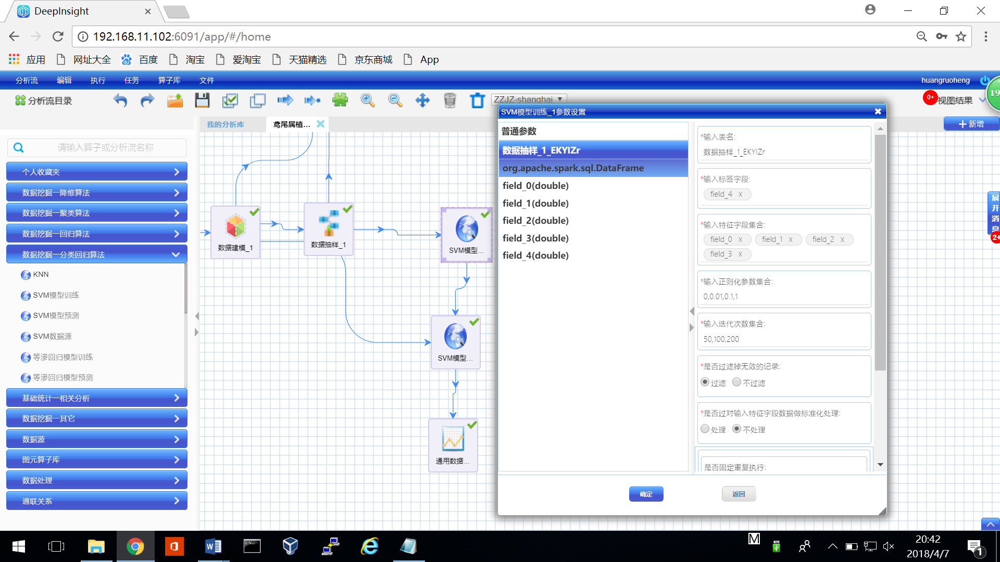 DeepInsight
192.168.11.102:6091/app/#/home
应用 网址大全 百度 淘宝 爱淘宝 天猫精选 京东商城 App
分析流 编辑 执行 任务 算子库 文件 huangruoheng
19
分析流目录 ZZJZ-shanghai 0+ 视图结果
我的分析库 鸢尾属植... 新增
请输入算子或分析流名称
个人收藏夹
数据挖掘—降维算法
数据挖掘—聚类算法
数据挖掘—回归算法
数据挖掘—分类回归算法
KNN
SVM模型训练
SVM模型预测
SVM数据源
等渗回归模型训练
等渗回归模型预测
基础统计—相关分析
数据挖掘—其它
数据源
图元算子库
数据处理
通联关系
数据建模_1
数据抽样_1
SVM模型...
SVM模型...
通用数据...
SVM模型训练_1参数设置
普通参数
数据抽样_1_EKYIZr
org.apache.spark.sql.DataFrame
field_0(double)
field_1(double)
field_2(double)
field_3(double)
field_4(double)
*输入表名:
数据抽样_1_EKYIZr
*输入标签字段:
field_4 x
*输入特征字段集合:
field_0 x field_1 x field_2 x
field_3 x
*输入正则化参数集合:
0,0.01,0.1,1
*输入迭代次数集合:
50,100,200
*是否过滤掉无效的记录:
过滤 不过滤
*是否过对输入特征字段数据做标准化处理:
处理 不处理
是否固定重复执行:
确定 返回
展开消息
2+
M
20:42
2018/4/7
1